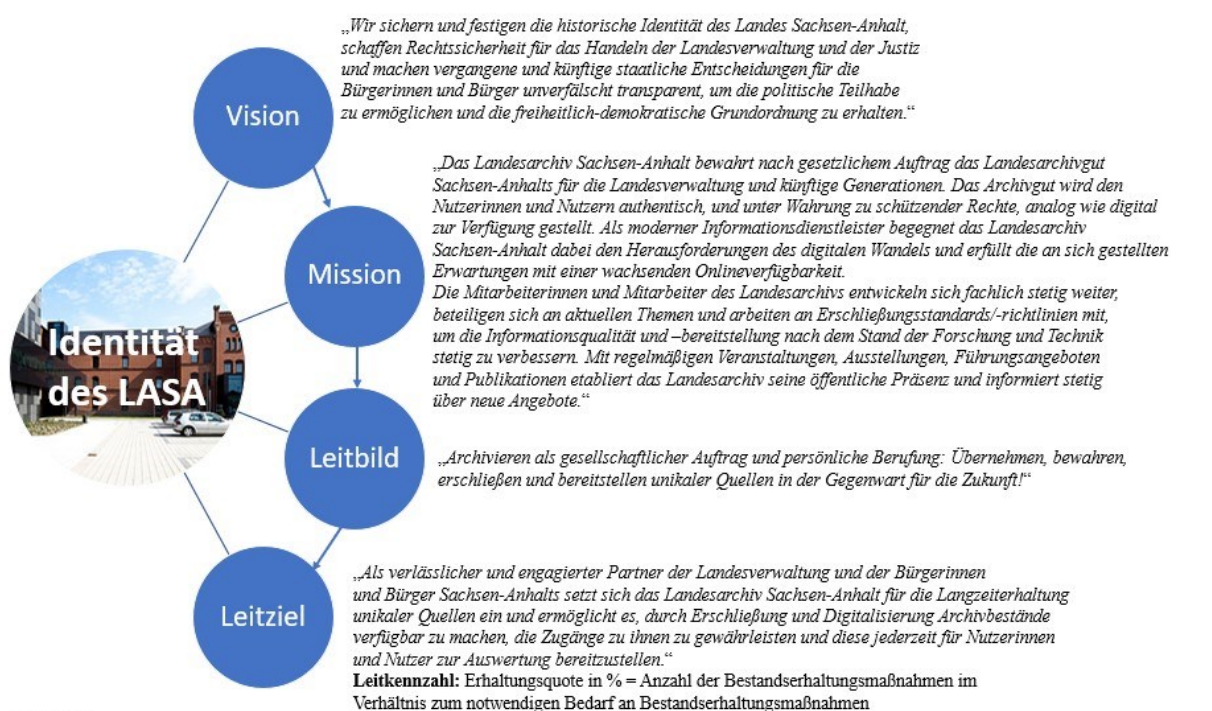 „Wir sichern und festigen die historische Identität des Landes Sachsen-Anhalt,
schaffen Rechtssicherheit für das Handeln der Landesverwaltung und der Justiz
und machen vergangene und künftige staatliche Entscheidungen für die
Bürgerinnen und Bürger unverfälscht transparent, um die politische Teilhabe
zu ermöglichen und die freiheitlich-demokratische Grundordnung zu erhalten.“
Vision
„Das Landesarchiv Sachsen-Anhalt bewahrt nach gesetzlichem Auftrag das Landesarchivgut
Sachsen-Anhalts für die Landesverwaltung und künftige Generationen. Das Archivgut wird den
Nutzerinnen und Nutzern authentisch, und unter Wahrung zu schützender Rechte, analog wie digital
zur Verfügung gestellt. Als moderner Informationsdienstleister begegnet das Landesarchiv
Sachsen-Anhalt dabei den Herausforderungen des digitalen Wandels und erfüllt die an sich gestellten
Erwartungen mit einer wachsenden Onlineverfügbarkeit.
Die Mitarbeiterinnen und Mitarbeiter des Landesarchivs entwickeln sich fachlich stetig weiter,
beteiligen sich an aktuellen Themen und arbeiten an Erschließungsstandards/-richtlinien mit,
um die Informationsqualität und –bereitstellung nach dem Stand der Forschung und Technik
stetig zu verbessern. Mit regelmäßigen Veranstaltungen, Ausstellungen, Führungsangeboten
und Publikationen etabliert das Landesarchiv seine öffentliche Präsenz und informiert stetig
über neue Angebote.“
Mission
Identität
des LASA
Leitbild
„Archivieren als gesellschaftlicher Auftrag und persönliche Berufung: Übernehmen, bewahren,
erschließen und bereitstellen unikaler Quellen in der Gegenwart für die Zukunft!“
Leitziel
„Als verlässlicher und engagierter Partner der Landesverwaltung und der Bürgerinnen
und Bürger Sachsen-Anhalts setzt sich das Landesarchiv Sachsen-Anhalt für die Langzeiterhaltung
unikaler Quellen ein und ermöglicht es, durch Erschließung und Digitalisierung Archivbestände
verfügbar zu machen, die Zugänge zu ihnen zu gewährleisten und diese jederzeit für Nutzerinnen
und Nutzer zur Auswertung bereitzustellen.“
Leitkennzahl: Erhaltungsquote in % = Anzahl der Bestandserhaltungsmaßnahmen im
Verhältnis zum notwendigen Bedarf an Bestandserhaltungsmaßnahmen